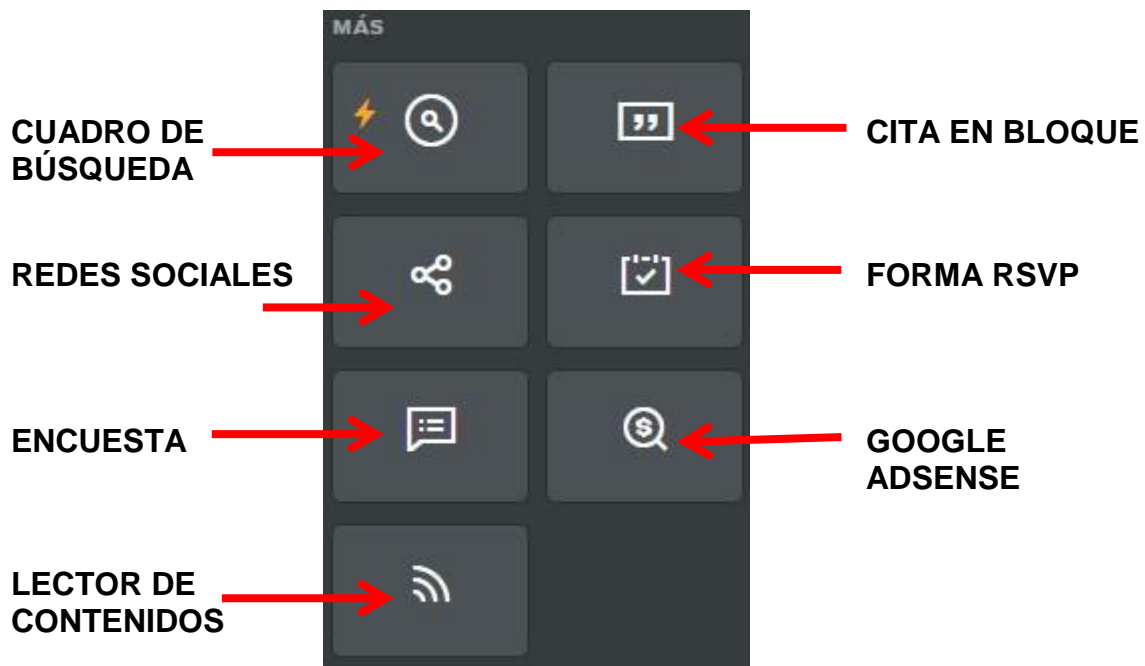 MÁS
CUADRO DE
BÚSQUEDA
CITA EN BLOQUE
REDES SOCIALES
FORMA RSVP
ENCUESTA
GOOGLE
ADSENSE
LECTOR DE
CONTENIDOS